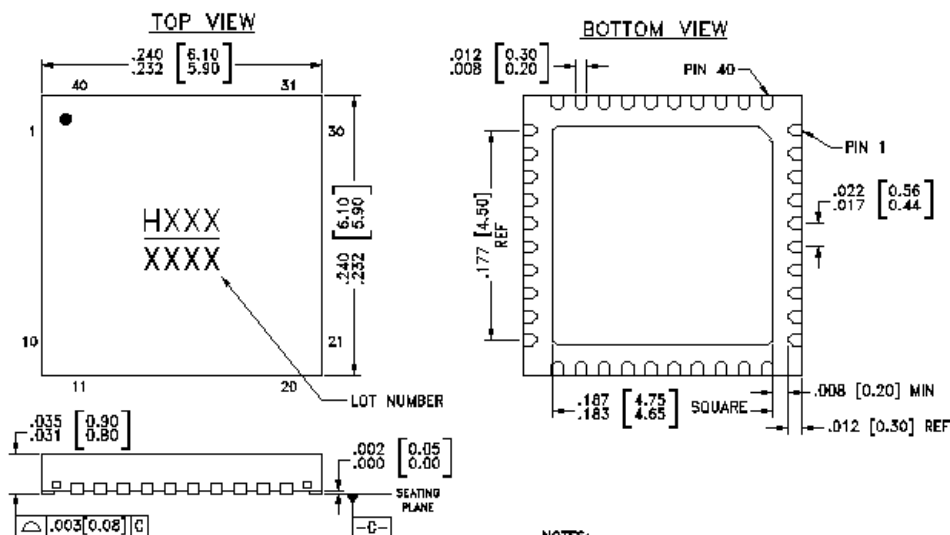 TOP VIEW
.240 [6.10]
.232 [5.90]
40
31
1
30
HXXX
XXXX
.240 [6.10]
.232 [5.90]
10
21
11
20
LOT NUMBER
.035 [0.90]
.031 [0.80]
.002 [0.05]
.000 [0.00]
SEATING
PLANE
.003[0.08] C
-C-
BOTTOM VIEW
.012 [0.30]
.008 [0.20]
PIN 40
PIN 1
.022 [0.56]
.017 [0.44]
.177 [4.50]
REF
.187 [4.75]
.183 [4.65]
SQUARE
.008 [0.20] MIN
.012 [0.30] REF